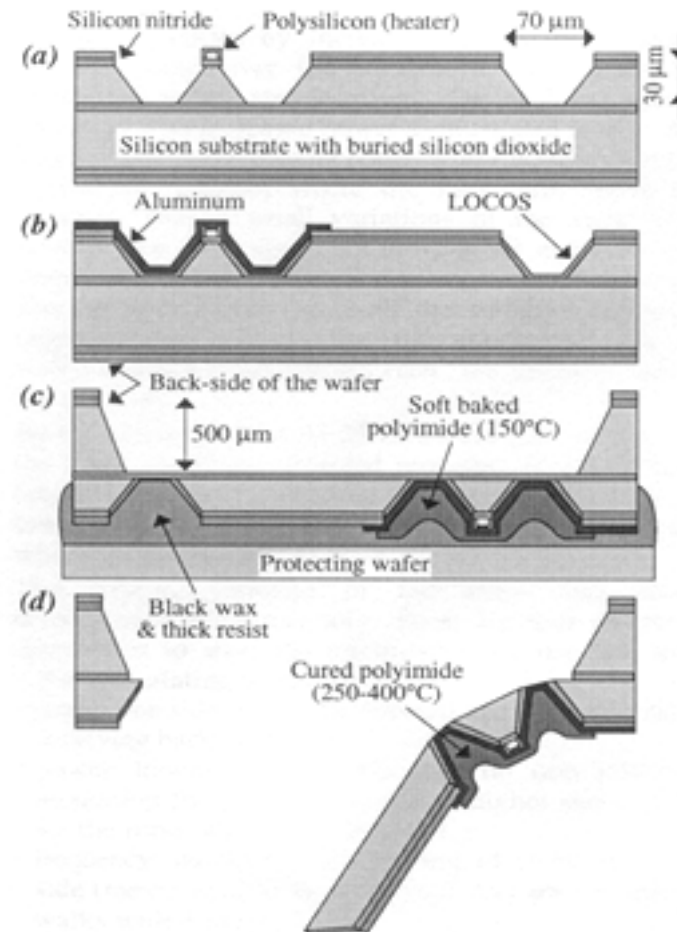 Silicon nitride
Polysilicon (heater)
70 µm
(a)
30 µm
Silicon substrate with buried silicon dioxide
Aluminum
LOCOS
(b)
Back-side of the wafer
(c)
500 µm
Soft baked
polyimide (150°C)
Protecting wafer
Black wax
& thick resist
(d)
Cured polyimide
(250-400°C)